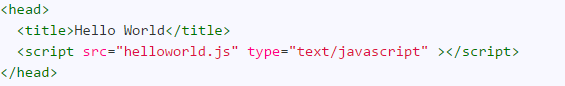 <head>
  <title>Hello World</title>
  <script src="helloworld.js" type="text/javascript" ></script>
</head>